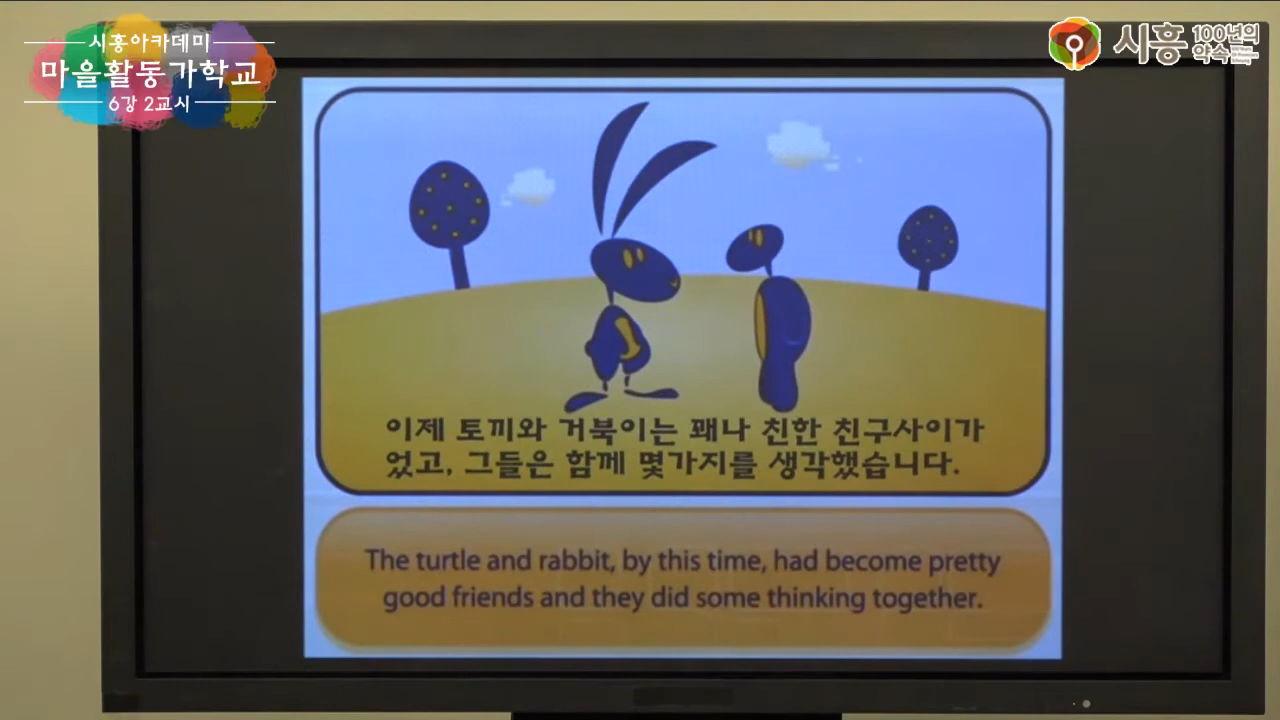 시흥아카데미
마을활동가학교
6강 2교시
시흥 100년의 약속
이제 토끼와 거북이는 꽤나 친한 친구사이가
었고, 그들은 함께 몇가지를 생각했습니다.
The turtle and rabbit, by this time, had become pretty
good friends and they did some thinking together.